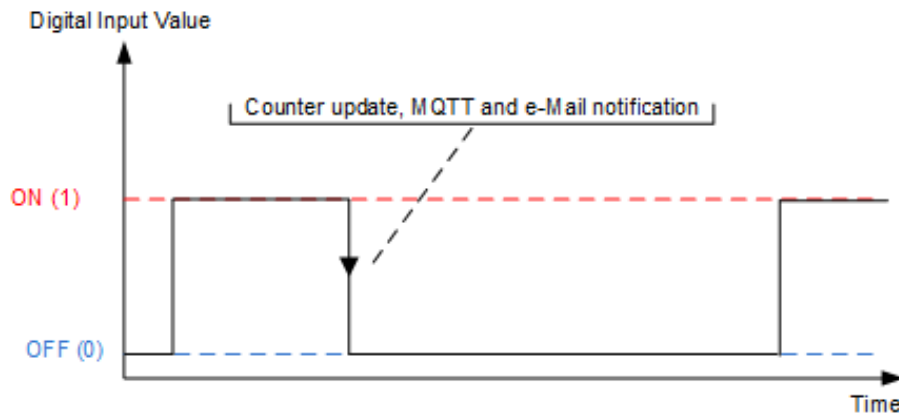 Digital Input Value
Counter update, MQTT and e-Mail notification
ON (1)
OFF (0)
Time